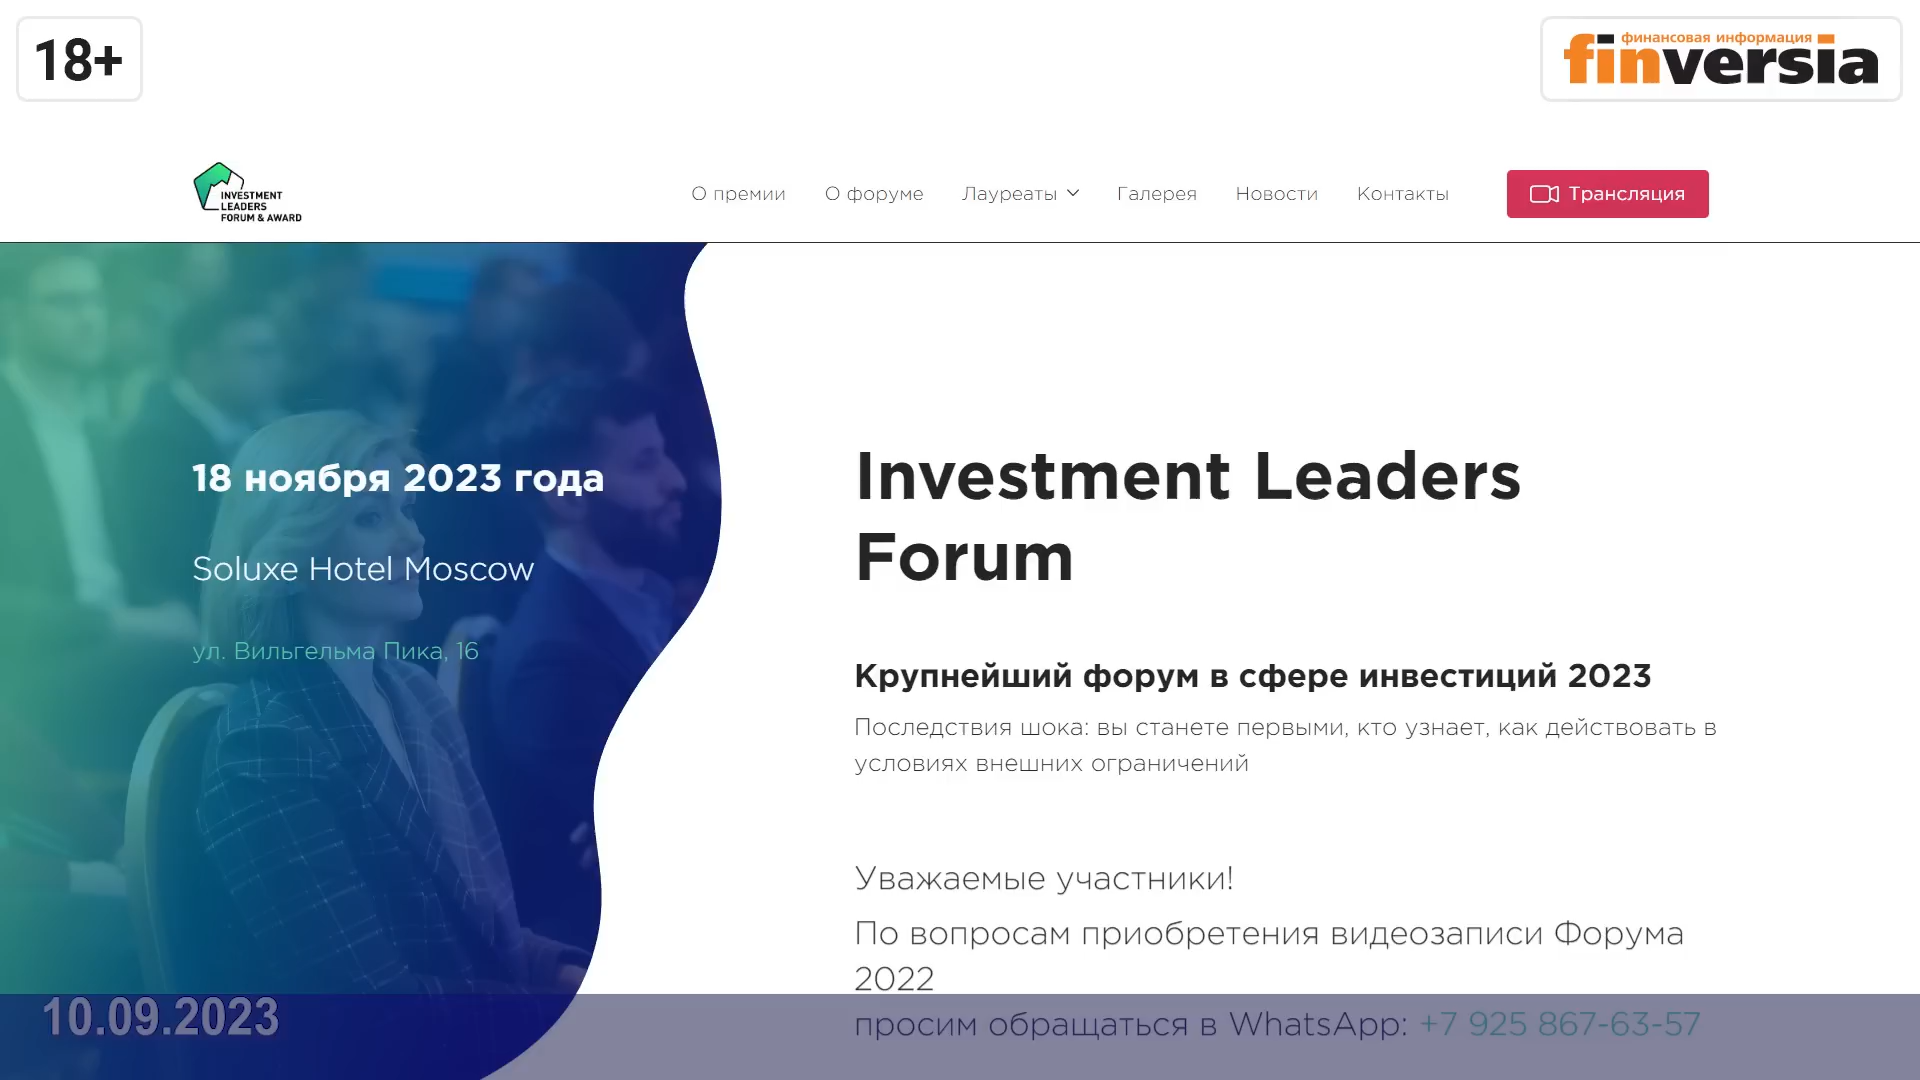 18+
финансовая информация
finversia
INVESTMENT
LEADERS
FORUM & AWARD
О премии
О форуме
Лауреаты
Галерея
Новости
Контакты
Трансляция
18 ноября 2023 года
Soluxe Hotel Moscow
ул. Вильгельма Пика, 16
Investment Leaders
Forum
Крупнейший форум в сфере инвестиций 2023
Последствия шока: вы станете первыми, кто узнает, как действовать в
условиях внешних ограничений
Уважаемые участники!
По вопросам приобретения видеозаписи Форума
2022
просим обращаться в WhatsApp: +7 925 867-63-57
10.09.2023